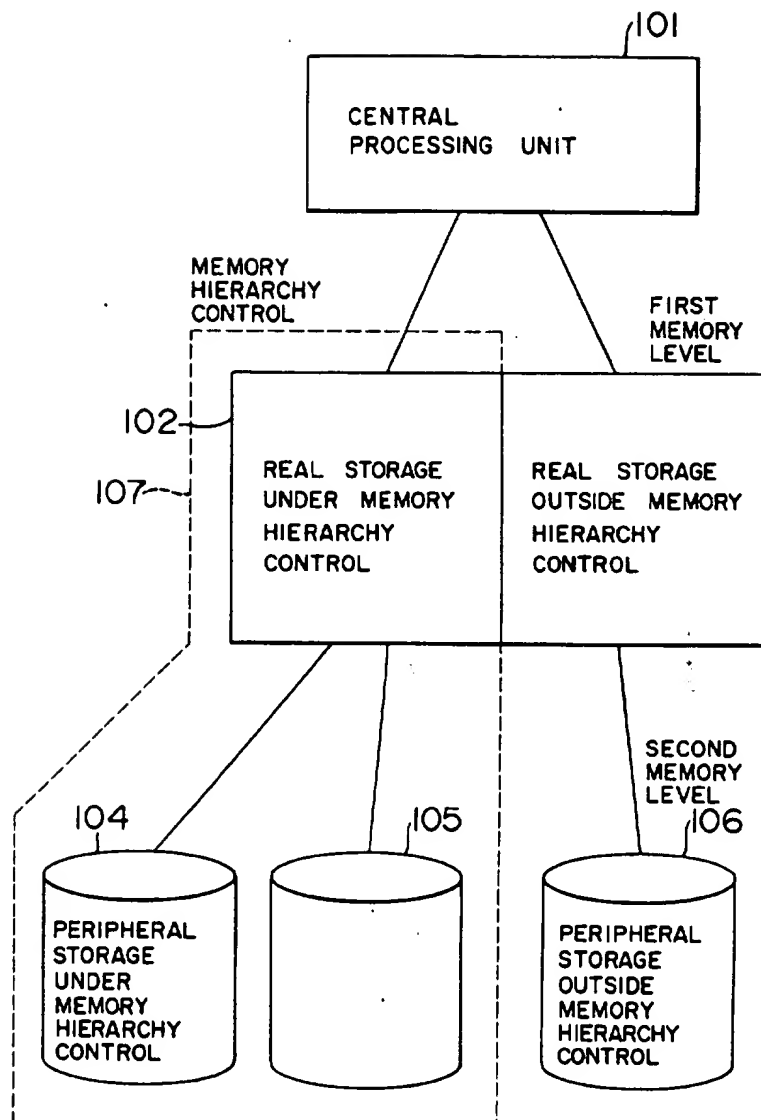 101
CENTRAL
PROCESSING UNIT
MEMORY
HIERARCHY
CONTROL
FIRST
MEMORY
LEVEL
102
107
REAL STORAGE
UNDER MEMORY
HIERARCHY
CONTROL
REAL STORAGE
OUTSIDE MEMORY
HIERARCHY
CONTROL
SECOND
MEMORY
LEVEL
104
105
106
PERIPHERAL
STORAGE
UNDER
MEMORY
HIERARCHY
CONTROL
PERIPHERAL
STORAGE
OUTSIDE
MEMORY
HIERARCHY
CONTROL